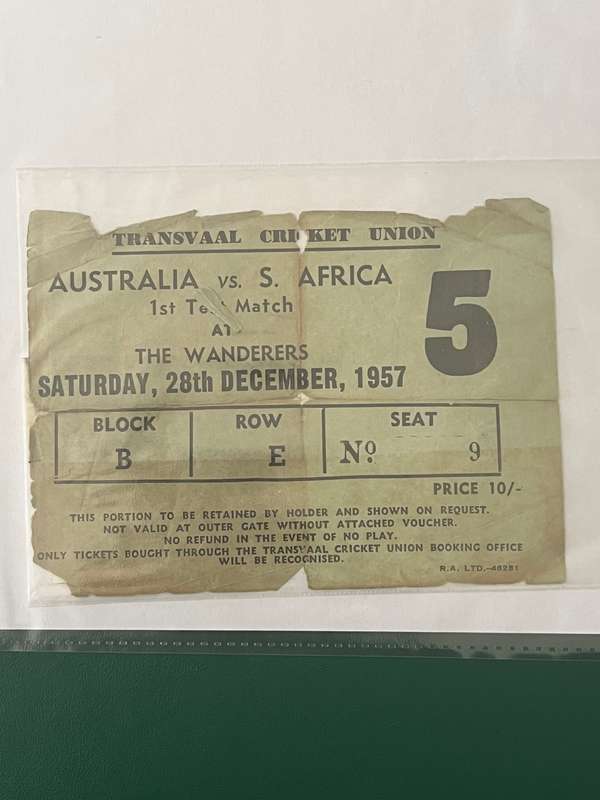 TRANSVAAL CRICKET UNION
AUSTRALIA vs. S. AFRICA
1st Test Match
AT
THE WANDERERS
SATURDAY, 28th DECEMBER, 1957
5
BLOCK ROW SEAT
B E Nº 9
PRICE 10/-
THIS PORTION TO BE RETAINED BY HOLDER AND SHOWN ON REQUEST.
NOT VALID AT OUTER GATE WITHOUT ATTACHED VOUCHER.
NO REFUND IN THE EVENT OF NO PLAY.
ONLY TICKETS BOUGHT THROUGH THE TRANSVAAL CRICKET UNION BOOKING OFFICE
WILL BE RECOGNISED.
R.A. LTD.-46281